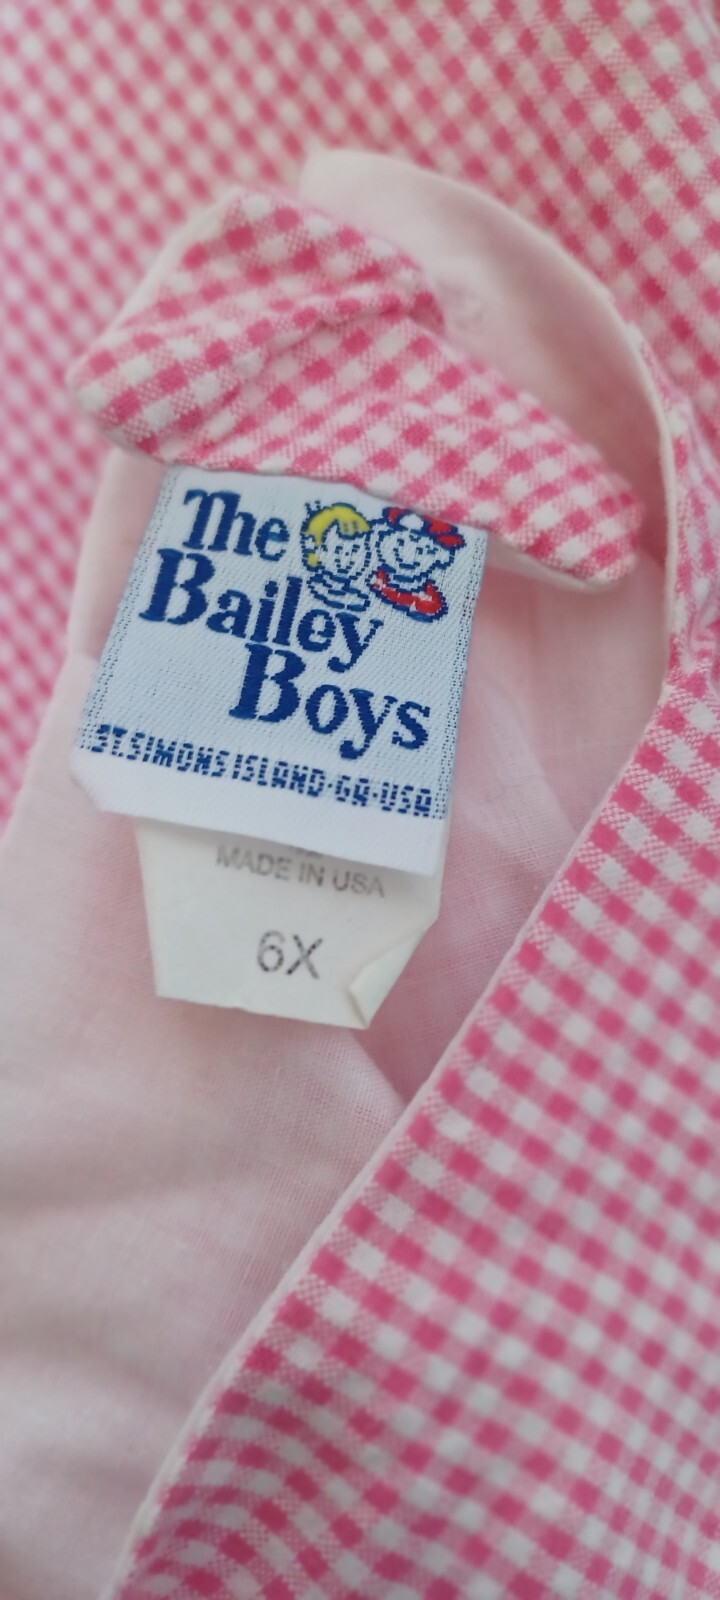 The
Bailey
Boys
ST.SIMONS ISLAND·GA·USA
MADE IN USA
6X